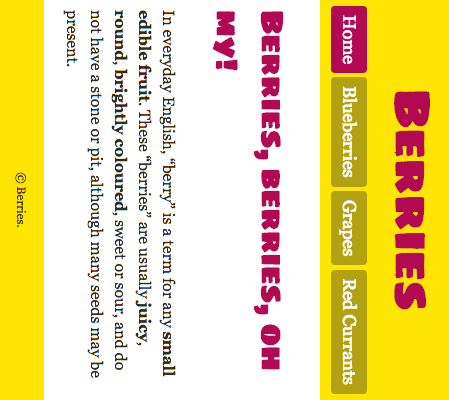 Berries
Home
Blueberries
Grapes
Red Currants
Berries, berries, oh
my!
In everyday English, “berry” is a term for any small
edible fruit. These “berries” are usually juicy,
round, brightly coloured, sweet or sour, and do
not have a stone or pit, although many seeds may be
present.
© Berries.